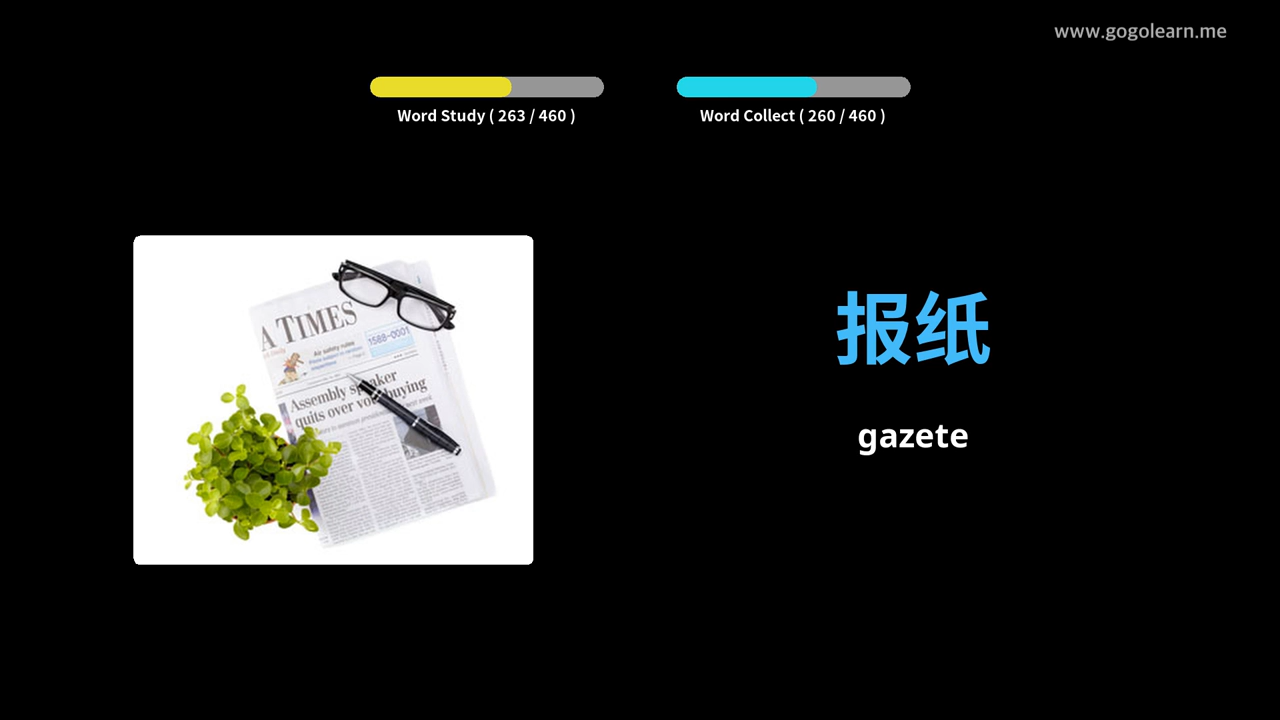 www.gogolearn.me
Word Study ( 263 / 460 )
Word Collect ( 260 / 460 )
A TIMES
Air safety rules
1588-0001
Assembly speaker
quits over vote buying
报纸
gazete